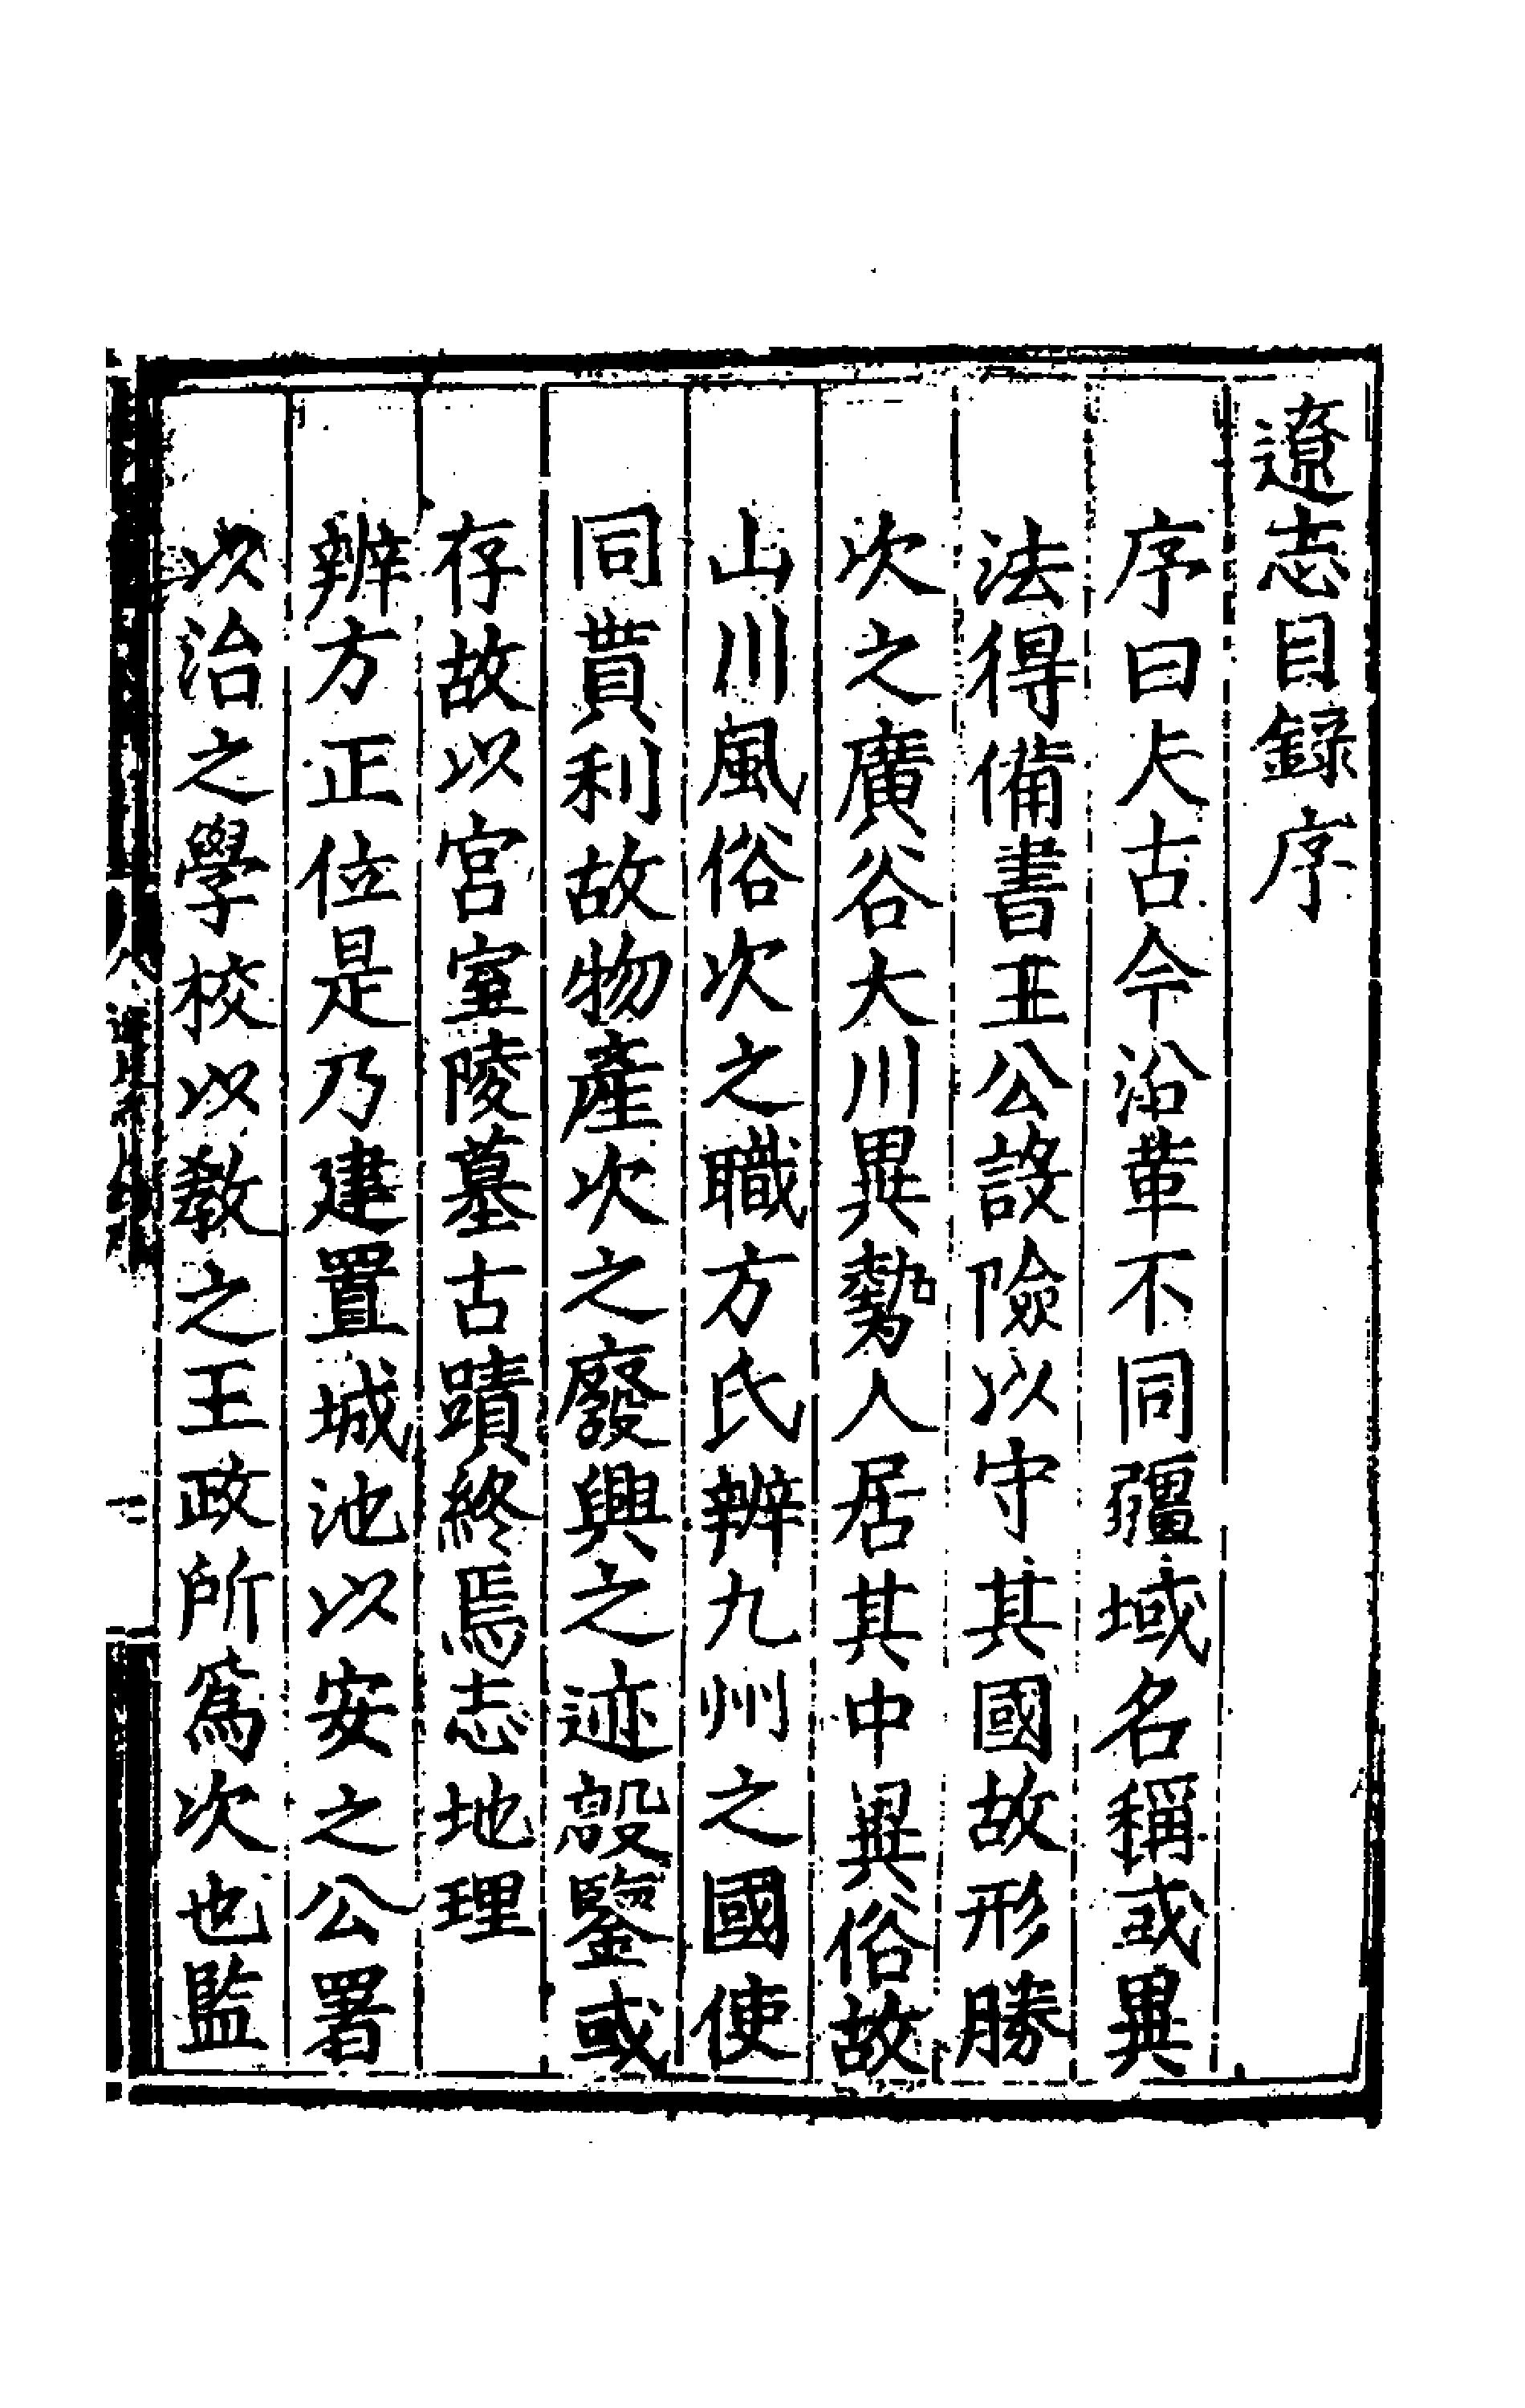 遼志目錄序
序曰夫古今沿革不同疆域名稱或異
法得備書王公設險以守其國故形勝
次之廣谷大川異勢人居其中異俗故
山川風俗次之職方氏辨九州之國使
同貫利故物產次之廢興之迹殷鑒或
存故以宮室陵墓古蹟終焉志地理
辨方正位是乃建置城池以安之公署
以治之學校以教之王政所爲次也監